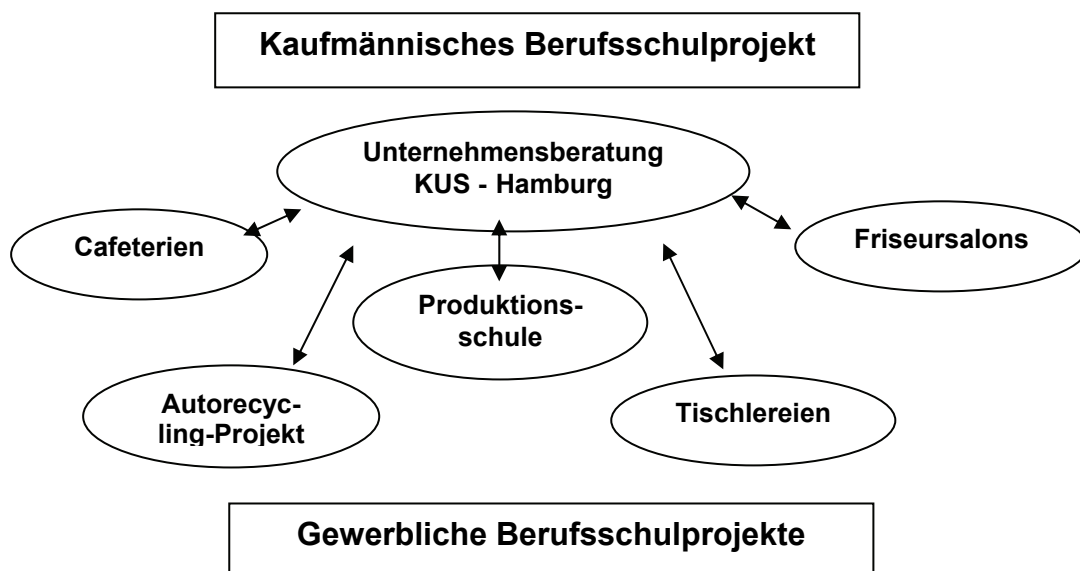 Kaufmännisches Berufsschulprojekt
Unternehmensberatung
KUS - Hamburg
Cafeterien
Friseursalons
Produktions-
schule
Autorecyc-
ling-Projekt
Tischlereien
Gewerbliche Berufsschulprojekte